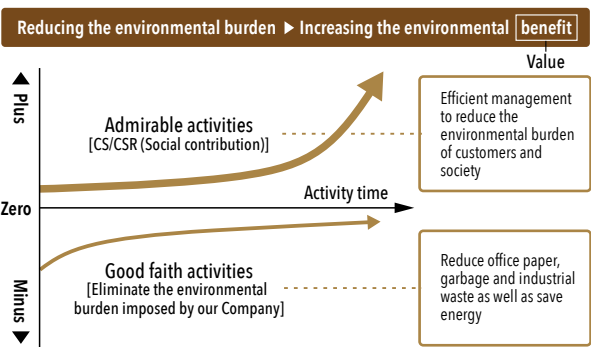 Reducing the environmental burden ▶ Increasing the environmental benefit
Value
Plus
Admirable activities
[CS/CSR (Social contribution)]
Efficient management
to reduce the
environmental burden
of customers and
society
Activity time
Zero
Minus
Good faith activities
[Eliminate the environmental
burden imposed by our Company]
Reduce office paper,
garbage and industrial
waste as well as save
energy